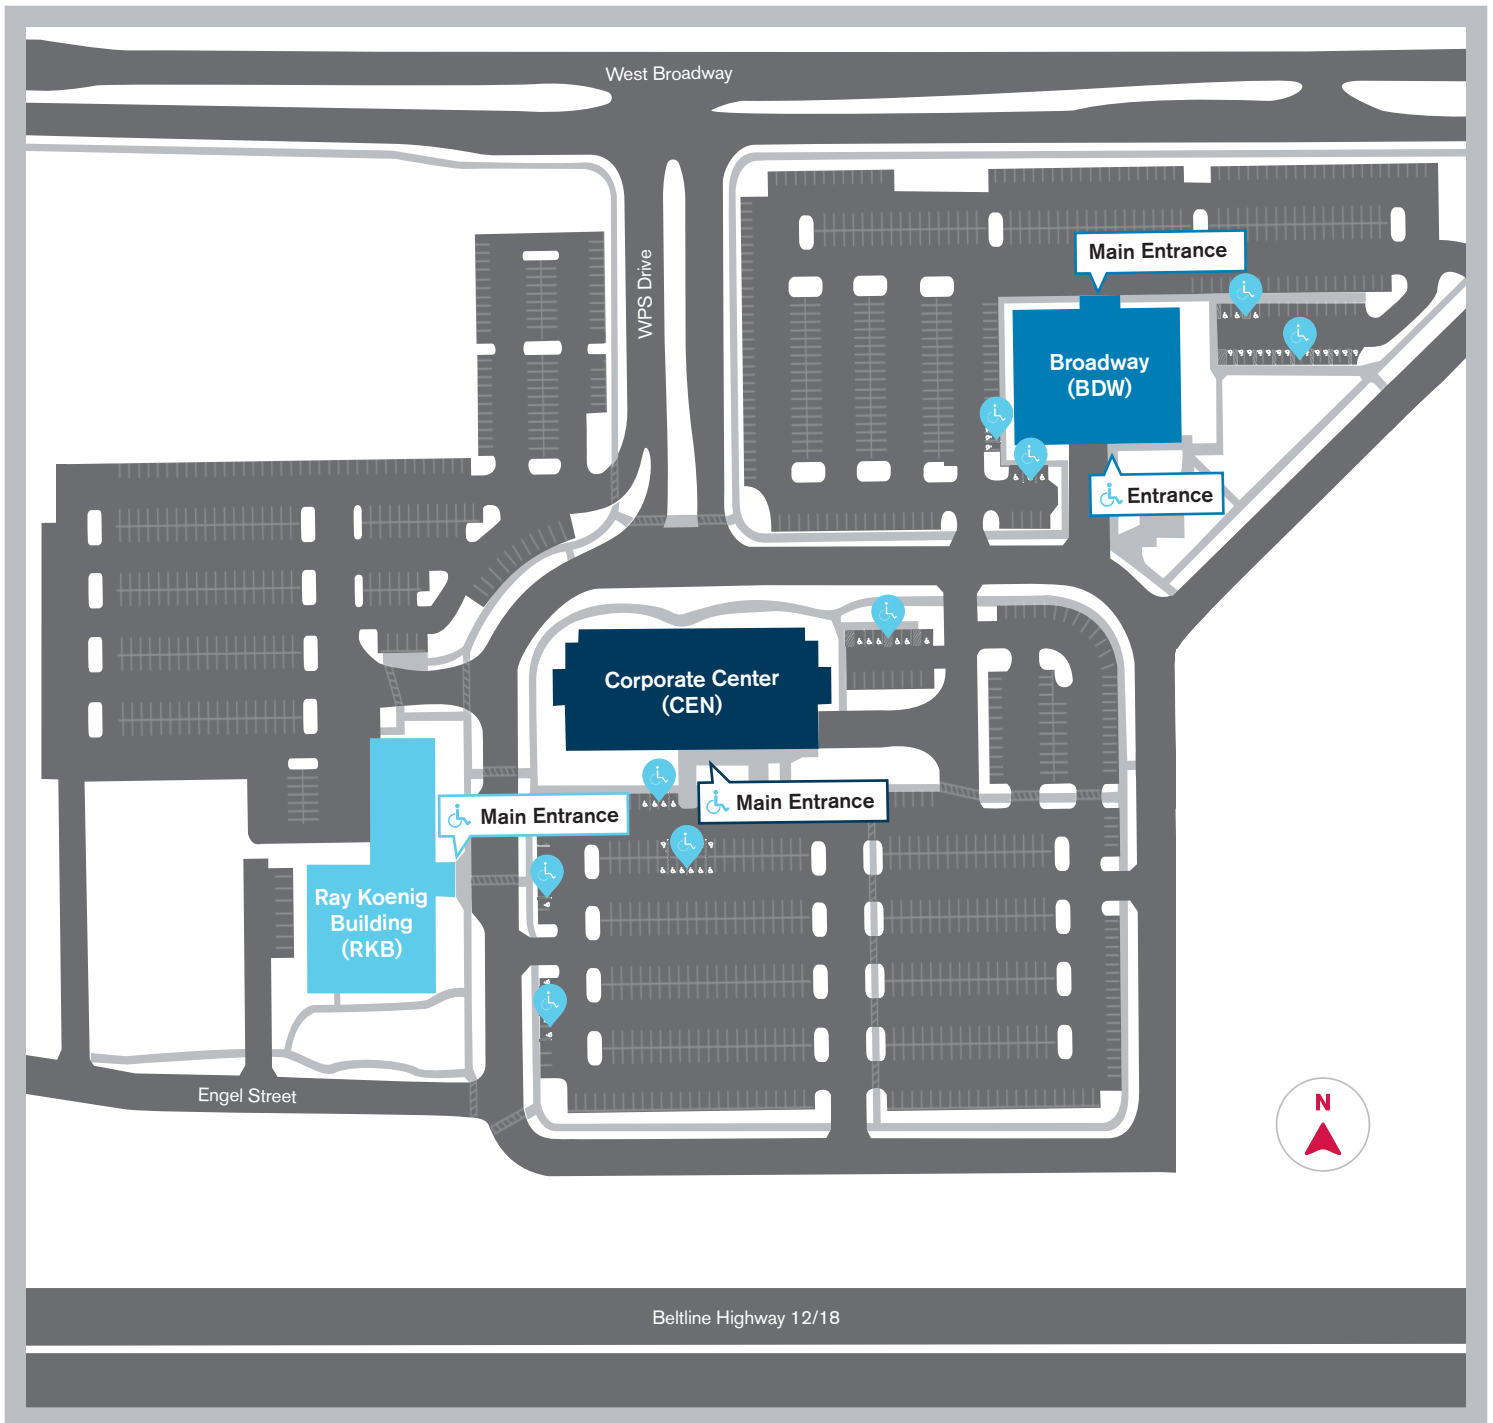 West Broadway
WPS Drive
Main Entrance
Broadway
(BDW)
Entrance
Corporate Center
(CEN)
Main Entrance
Main Entrance
Ray Koenig
Building
(RKB)
Engel Street
N
Beltline Highway 12/18